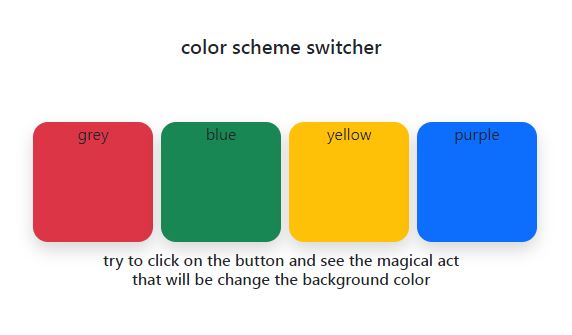 color scheme switcher
grey
blue
yellow
purple
try to click on the button and see the magical act
that will be change the background color